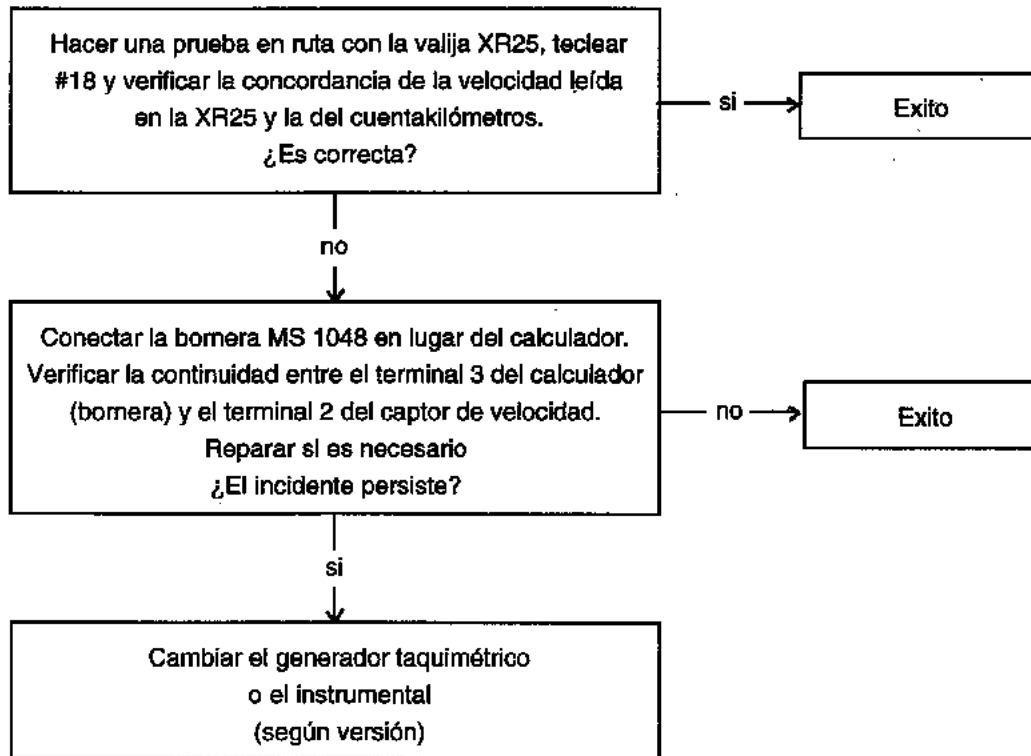 Hacer una prueba en ruta con la valija XR25, teclear
#18 y verificar la concordancia de la velocidad leída
en la XR25 y la del cuentakilómetros.
¿Es correcta?
si
Exito
no
Conectar la bornera MS 1048 en lugar del calculador.
Verificar la continuidad entre el terminal 3 del calculador
(bornera) y el terminal 2 del captor de velocidad.
Reparar si es necesario
¿El incidente persiste?
no
Exito
si
Cambiar el generador taquimétrico
o el instrumental
(según versión)